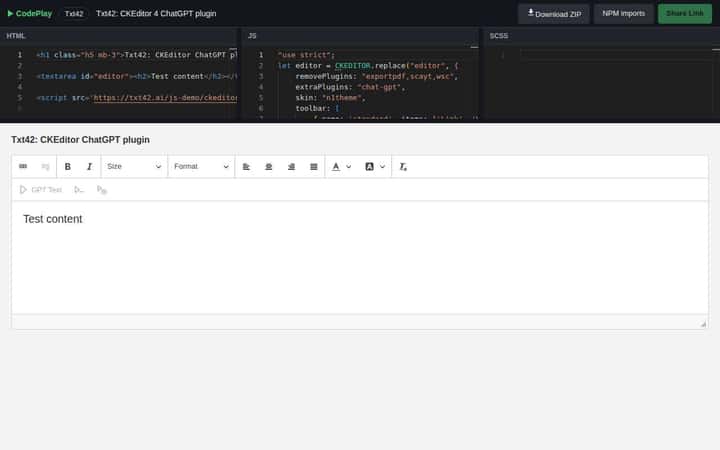 CodePlay Txt42 Txt42: CKEditor 4 ChatGPT plugin Download ZIP NPM imports Share Link
HTML JS SCSS
1 <h1 class="h5 mb-3">Txt42: CKEditor ChatGPT pl
2
3 <textarea id="editor"><h2>Test content</h2></t
4
5 <script src='https://txt42.ai/js-demo/ckeditor
6
1 "use strict";
2 let editor = CKEDITOR.replace("editor", {
3 removePlugins: "exportpdf,scayt,wsc",
4 extraPlugins: "chat-gpt",
5 skin: "n1theme",
6 toolbar: [
1
Txt42: CKEditor ChatGPT plugin
B I Size Format A A
GPT Text
Test content